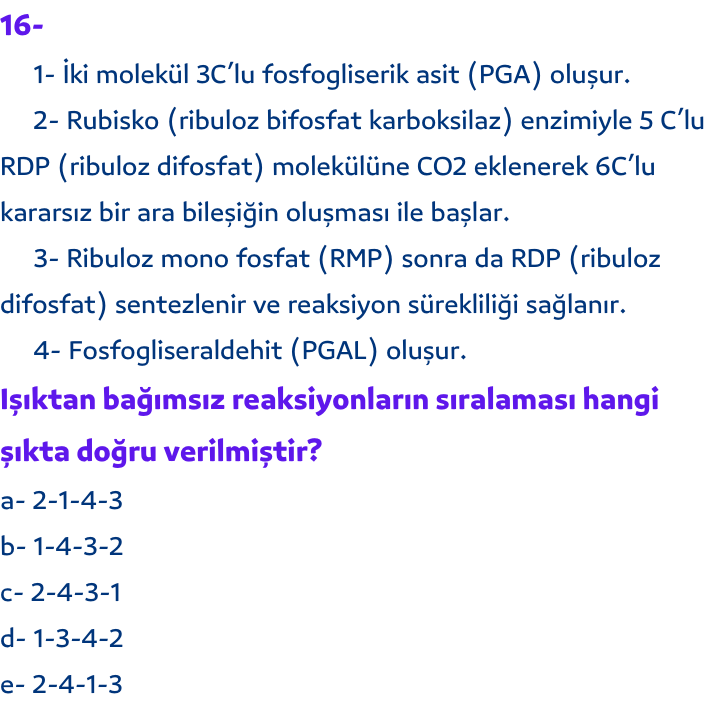 16-
1- İki molekül 3C’lu fosfogliserik asit (PGA) oluşur.
2- Rubisko (ribuloz bifosfat karboksilaz) enzimiyle 5 C’lu
RDP (ribuloz difosfat) molekülüne CO2 eklenerek 6C’lu
kararsız bir ara bileşiğin oluşması ile başlar.
3- Ribuloz mono fosfat (RMP) sonra da RDP (ribuloz
difosfat) sentezlenir ve reaksiyon sürekliliği sağlanır.
4- Fosfogliseraldehit (PGAL) oluşur.
Işıktan bağımsız reaksiyonların sıralaması hangi
şıkta doğru verilmiştir?
a- 2-1-4-3
b- 1-4-3-2
c- 2-4-3-1
d- 1-3-4-2
e- 2-4-1-3